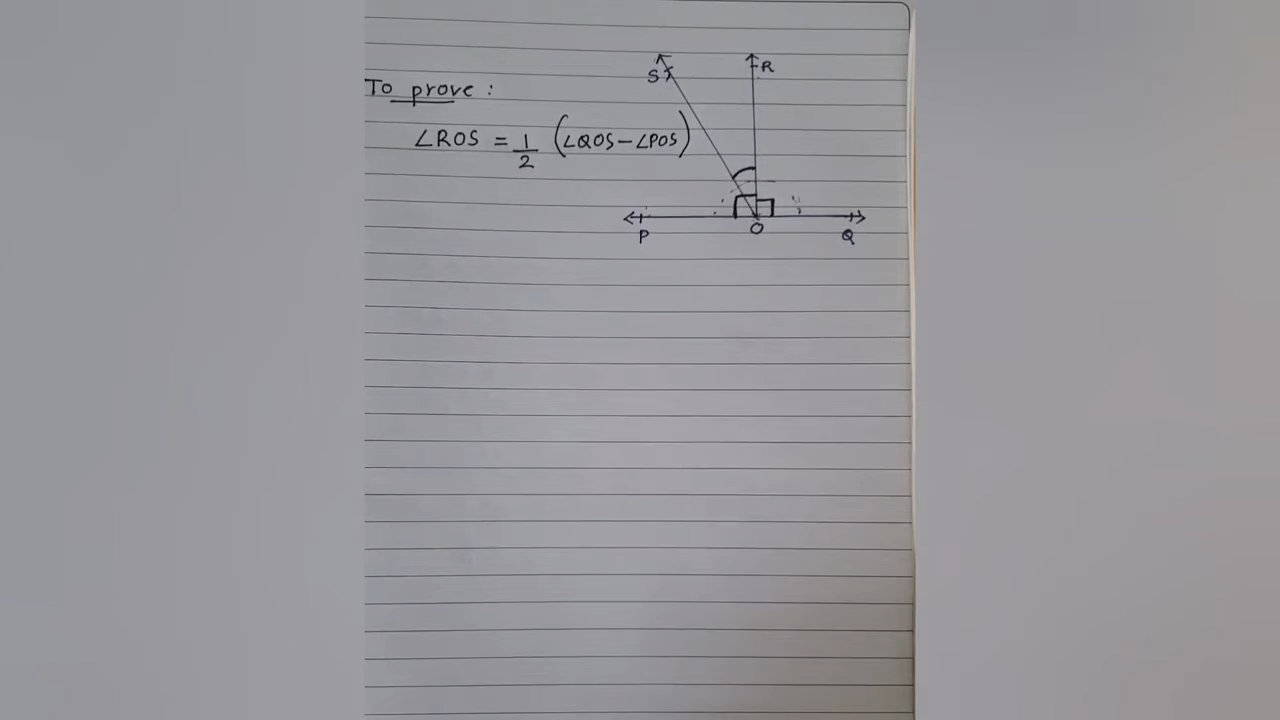 To prove :
∠ROS = 1/2 (∠QOS - ∠POS)
S R
P O Q